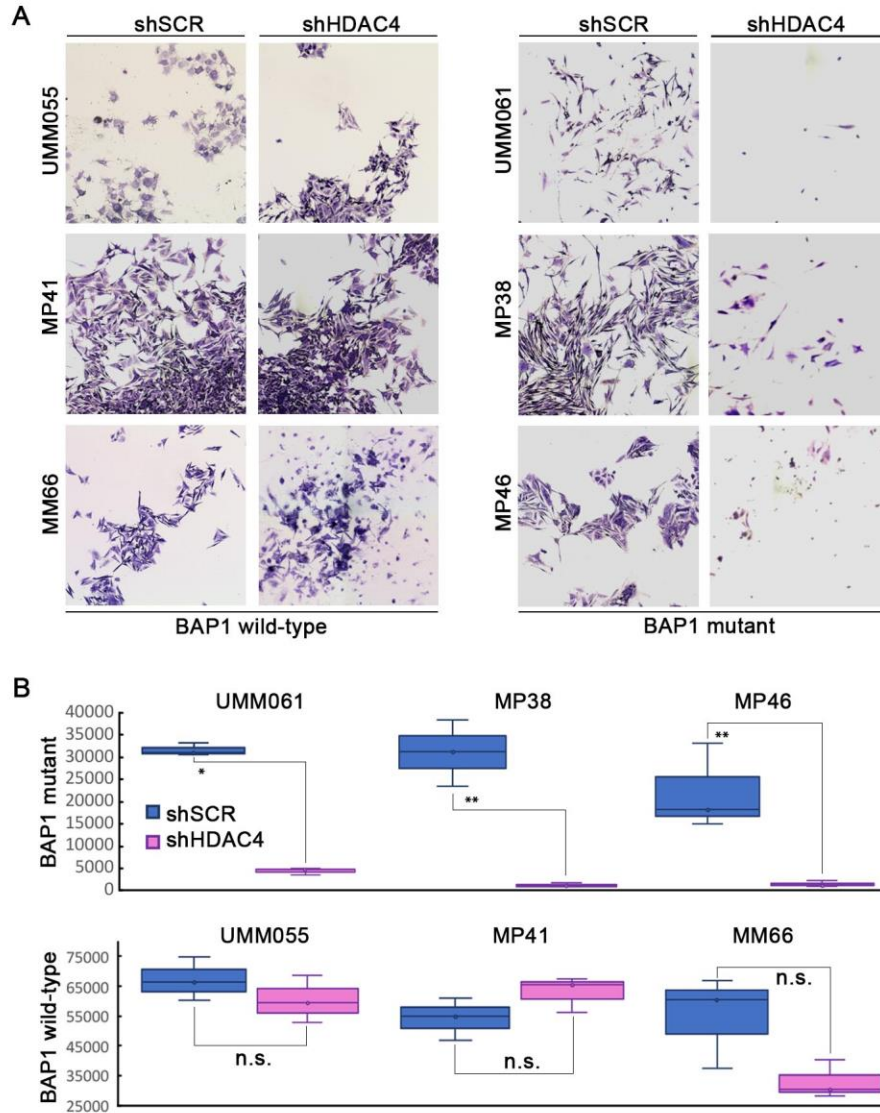 A
shSCR shHDAC4 shSCR shHDAC4
UMM055 UMM061
MP41 MP38
MM66 MP46
BAP1 wild-type BAP1 mutant
B
UMM061 MP38 MP46
BAP1 mutant
40000
35000
30000
25000
20000
15000
10000
5000
0
* ** **
shSCR
shHDAC4
UMM055 MP41 MM66
BAP1 wild-type
75000
65000
55000
45000
35000
25000
n.s. n.s. n.s.